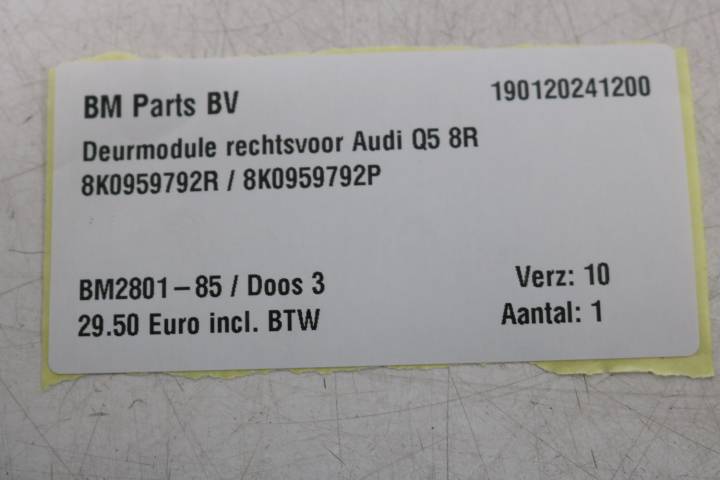 BM Parts BV 190120241200
Deurmodule rechtsvoor Audi Q5 8R
8K0959792R / 8K0959792P
BM2801-85 / Doos 3 Verz: 10
29.50 Euro incl. BTW Aantal: 1